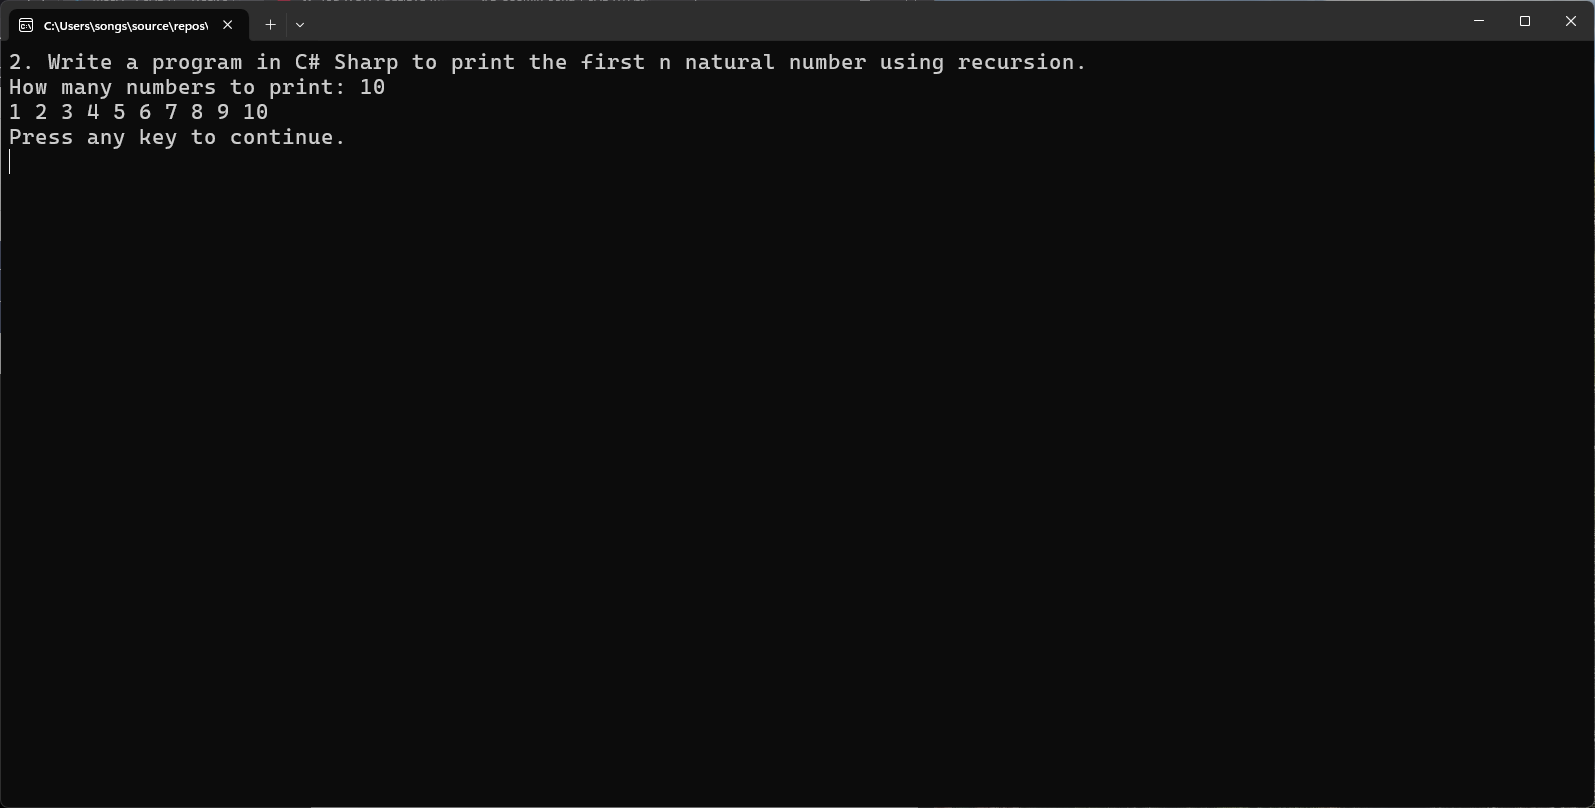 C:\Users\songs\source\repos\
2. Write a program in C# Sharp to print the first n natural number using recursion.
How many numbers to print: 10
1 2 3 4 5 6 7 8 9 10
Press any key to continue.